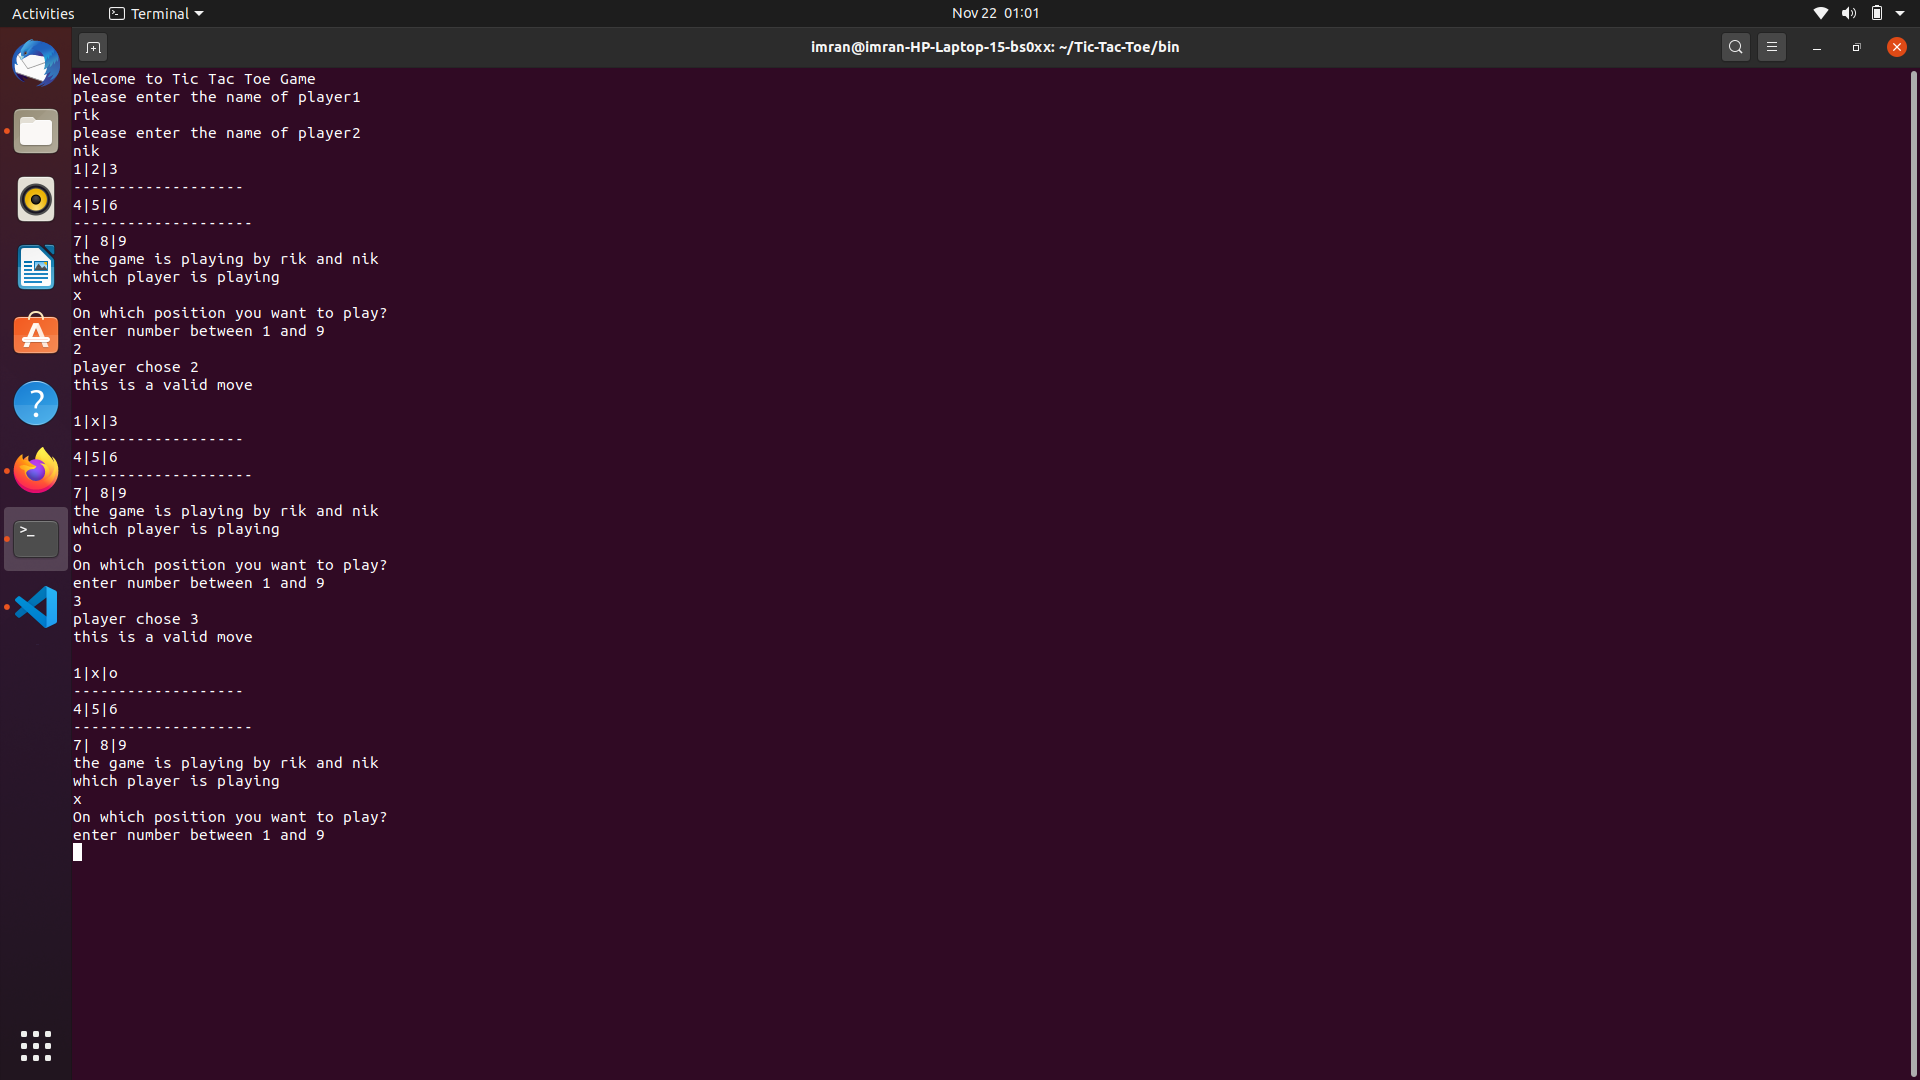 Activities
Terminal
Nov 22 01:01
imran@imran-HP-Laptop-15-bs0xx: ~/Tic-Tac-Toe/bin
Welcome to Tic Tac Toe Game
please enter the name of player1
rik
please enter the name of player2
nik
1|2|3
-------------------
4|5|6
--------------------
7| 8|9
the game is playing by rik and nik
which player is playing
x
On which position you want to play?
enter number between 1 and 9
2
player chose 2
this is a valid move

1|x|3
-------------------
4|5|6
--------------------
7| 8|9
the game is playing by rik and nik
which player is playing
o
On which position you want to play?
enter number between 1 and 9
3
player chose 3
this is a valid move

1|x|o
-------------------
4|5|6
--------------------
7| 8|9
the game is playing by rik and nik
which player is playing
x
On which position you want to play?
enter number between 1 and 9